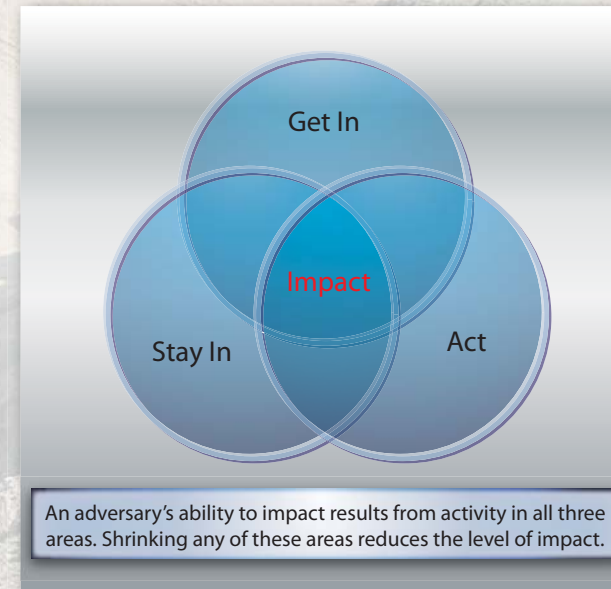 Get In
Impact
Stay In
Act
An adversary’s ability to impact results from activity in all three
areas. Shrinking any of these areas reduces the level of impact.